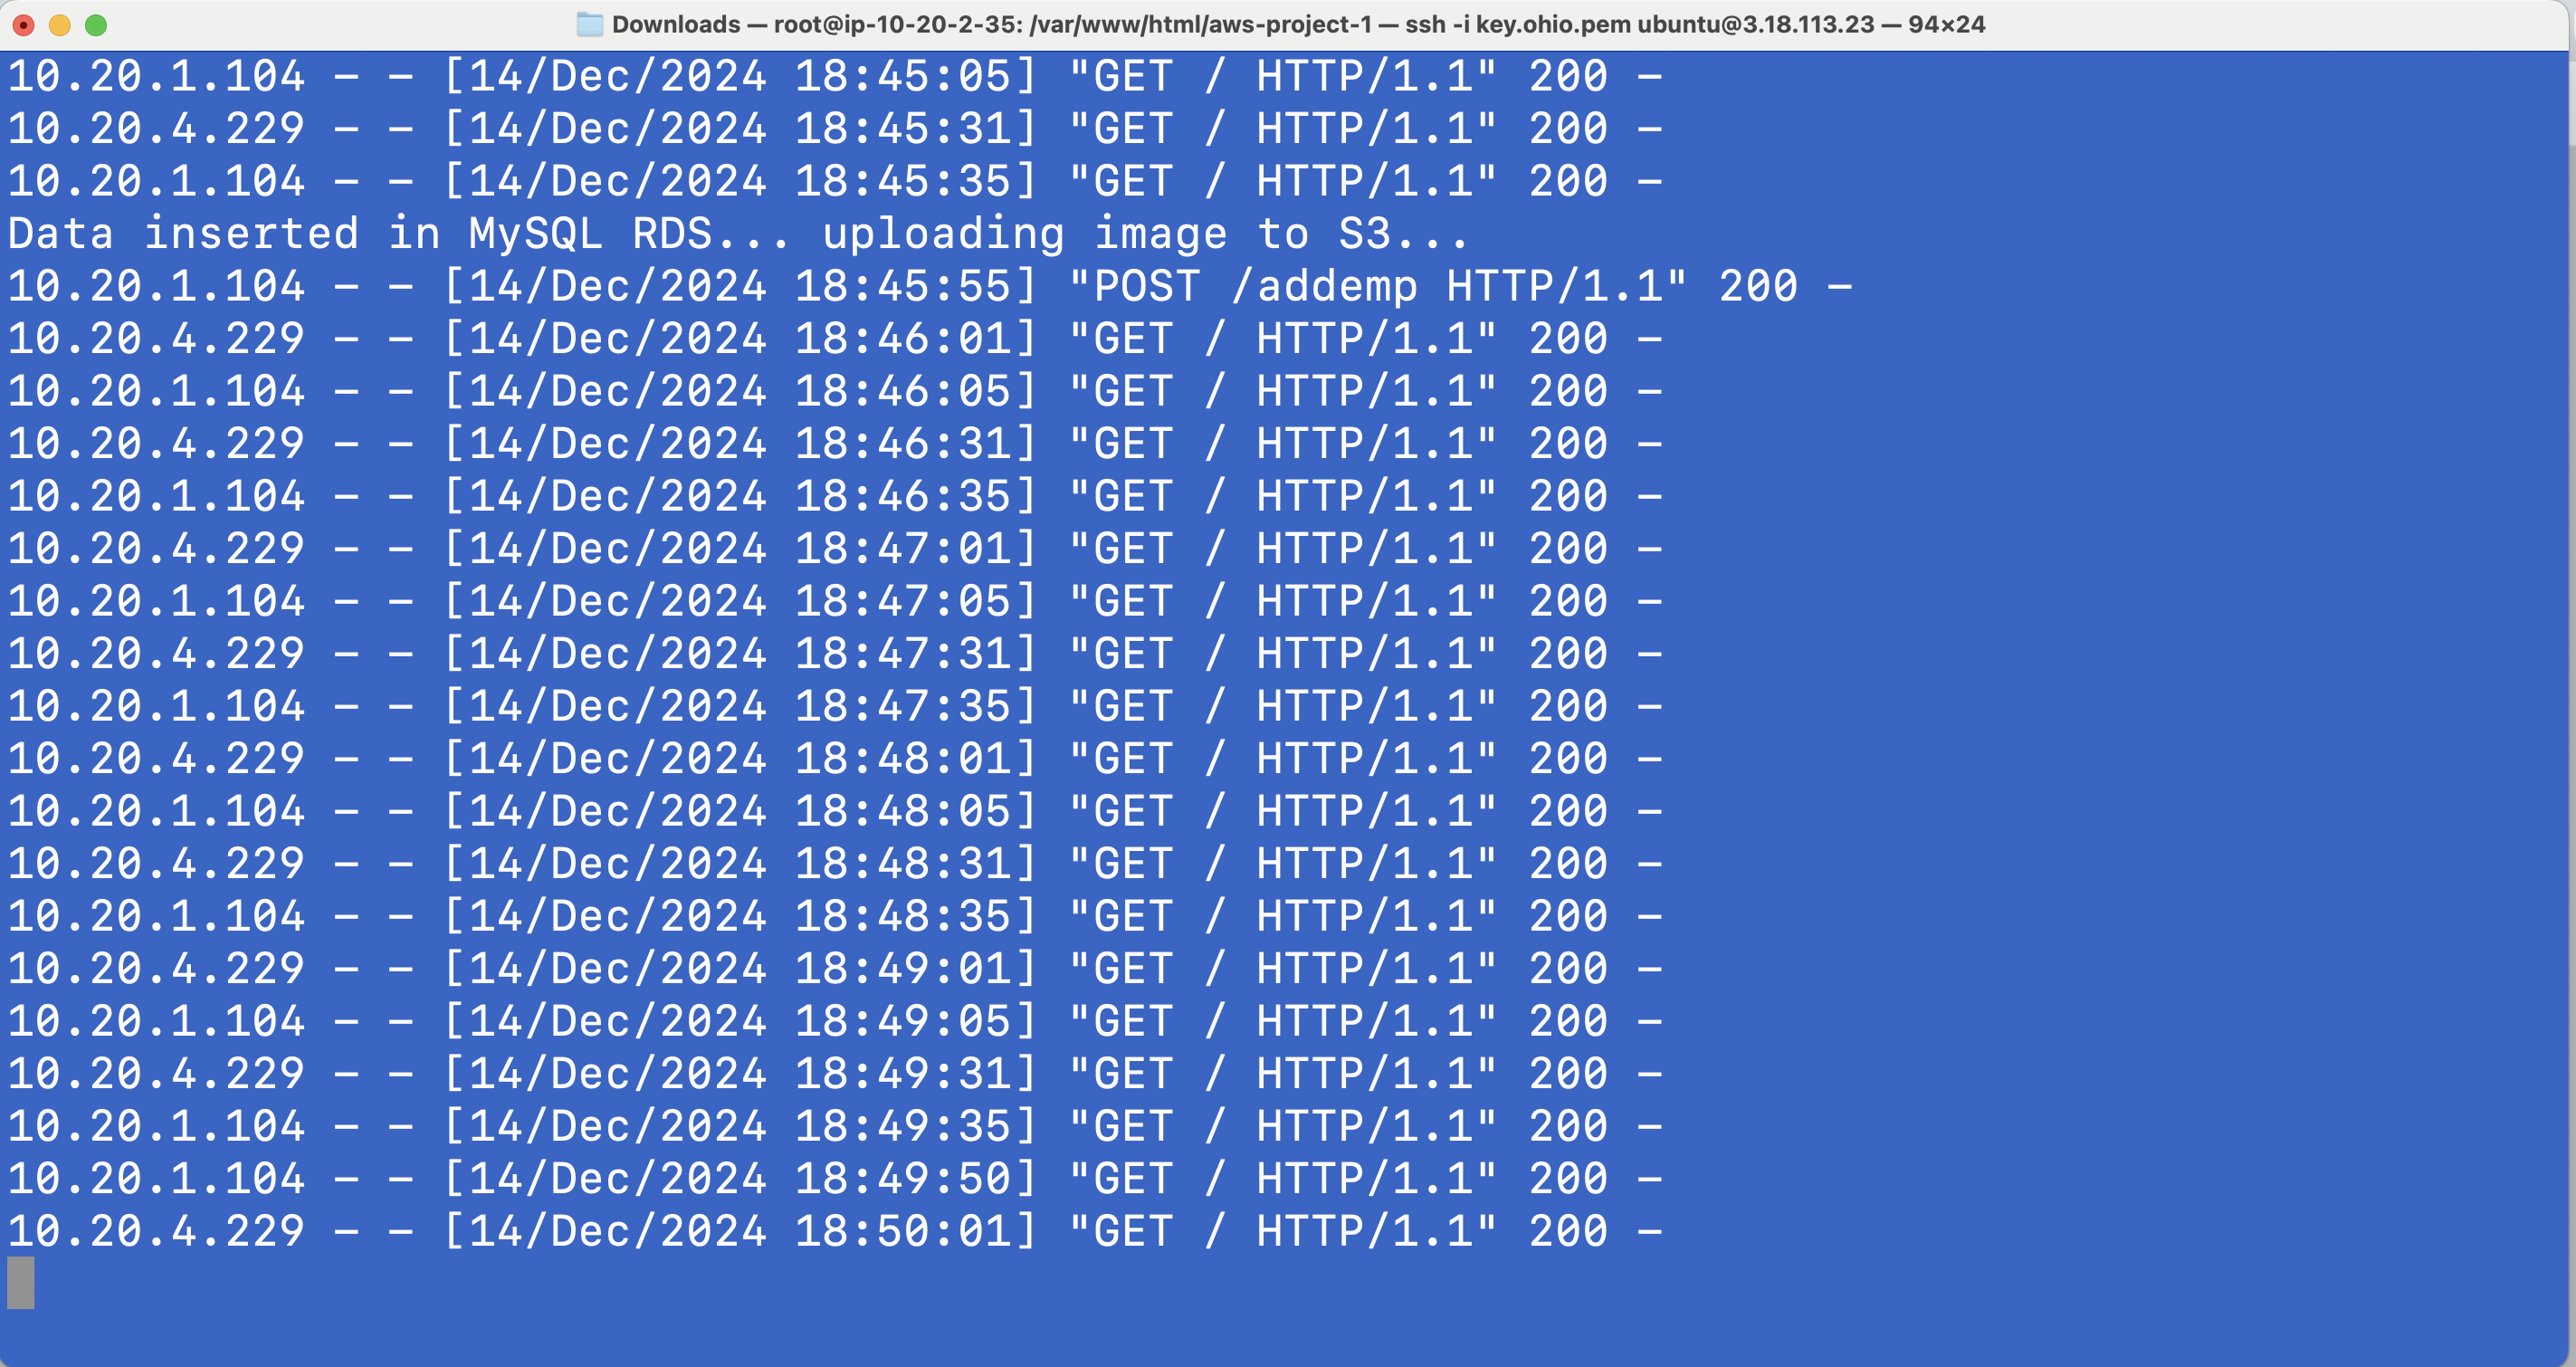 Downloads — root@ip-10-20-2-35: /var/www/html/aws-project-1 — ssh -i key.ohio.pem ubuntu@3.18.113.23 — 94×24
10.20.1.104 - - [14/Dec/2024 18:45:05] "GET / HTTP/1.1" 200 -
10.20.4.229 - - [14/Dec/2024 18:45:31] "GET / HTTP/1.1" 200 -
10.20.1.104 - - [14/Dec/2024 18:45:35] "GET / HTTP/1.1" 200 -
Data inserted in MySQL RDS... uploading image to S3...
10.20.1.104 - - [14/Dec/2024 18:45:55] "POST /addemp HTTP/1.1" 200 -
10.20.4.229 - - [14/Dec/2024 18:46:01] "GET / HTTP/1.1" 200 -
10.20.1.104 - - [14/Dec/2024 18:46:05] "GET / HTTP/1.1" 200 -
10.20.4.229 - - [14/Dec/2024 18:46:31] "GET / HTTP/1.1" 200 -
10.20.1.104 - - [14/Dec/2024 18:46:35] "GET / HTTP/1.1" 200 -
10.20.4.229 - - [14/Dec/2024 18:47:01] "GET / HTTP/1.1" 200 -
10.20.1.104 - - [14/Dec/2024 18:47:05] "GET / HTTP/1.1" 200 -
10.20.4.229 - - [14/Dec/2024 18:47:31] "GET / HTTP/1.1" 200 -
10.20.1.104 - - [14/Dec/2024 18:47:35] "GET / HTTP/1.1" 200 -
10.20.4.229 - - [14/Dec/2024 18:48:01] "GET / HTTP/1.1" 200 -
10.20.1.104 - - [14/Dec/2024 18:48:05] "GET / HTTP/1.1" 200 -
10.20.4.229 - - [14/Dec/2024 18:48:31] "GET / HTTP/1.1" 200 -
10.20.1.104 - - [14/Dec/2024 18:48:35] "GET / HTTP/1.1" 200 -
10.20.4.229 - - [14/Dec/2024 18:49:01] "GET / HTTP/1.1" 200 -
10.20.1.104 - - [14/Dec/2024 18:49:05] "GET / HTTP/1.1" 200 -
10.20.4.229 - - [14/Dec/2024 18:49:31] "GET / HTTP/1.1" 200 -
10.20.1.104 - - [14/Dec/2024 18:49:35] "GET / HTTP/1.1" 200 -
10.20.1.104 - - [14/Dec/2024 18:49:50] "GET / HTTP/1.1" 200 -
10.20.4.229 - - [14/Dec/2024 18:50:01] "GET / HTTP/1.1" 200 -